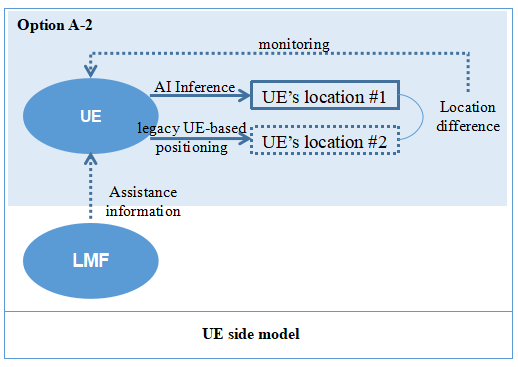 Option A-2
monitoring
AI Inference
UE's location #1
UE
Location
difference
legacy UE-based
positioning
UE's location #2
Assistance
information
LMF
UE side model